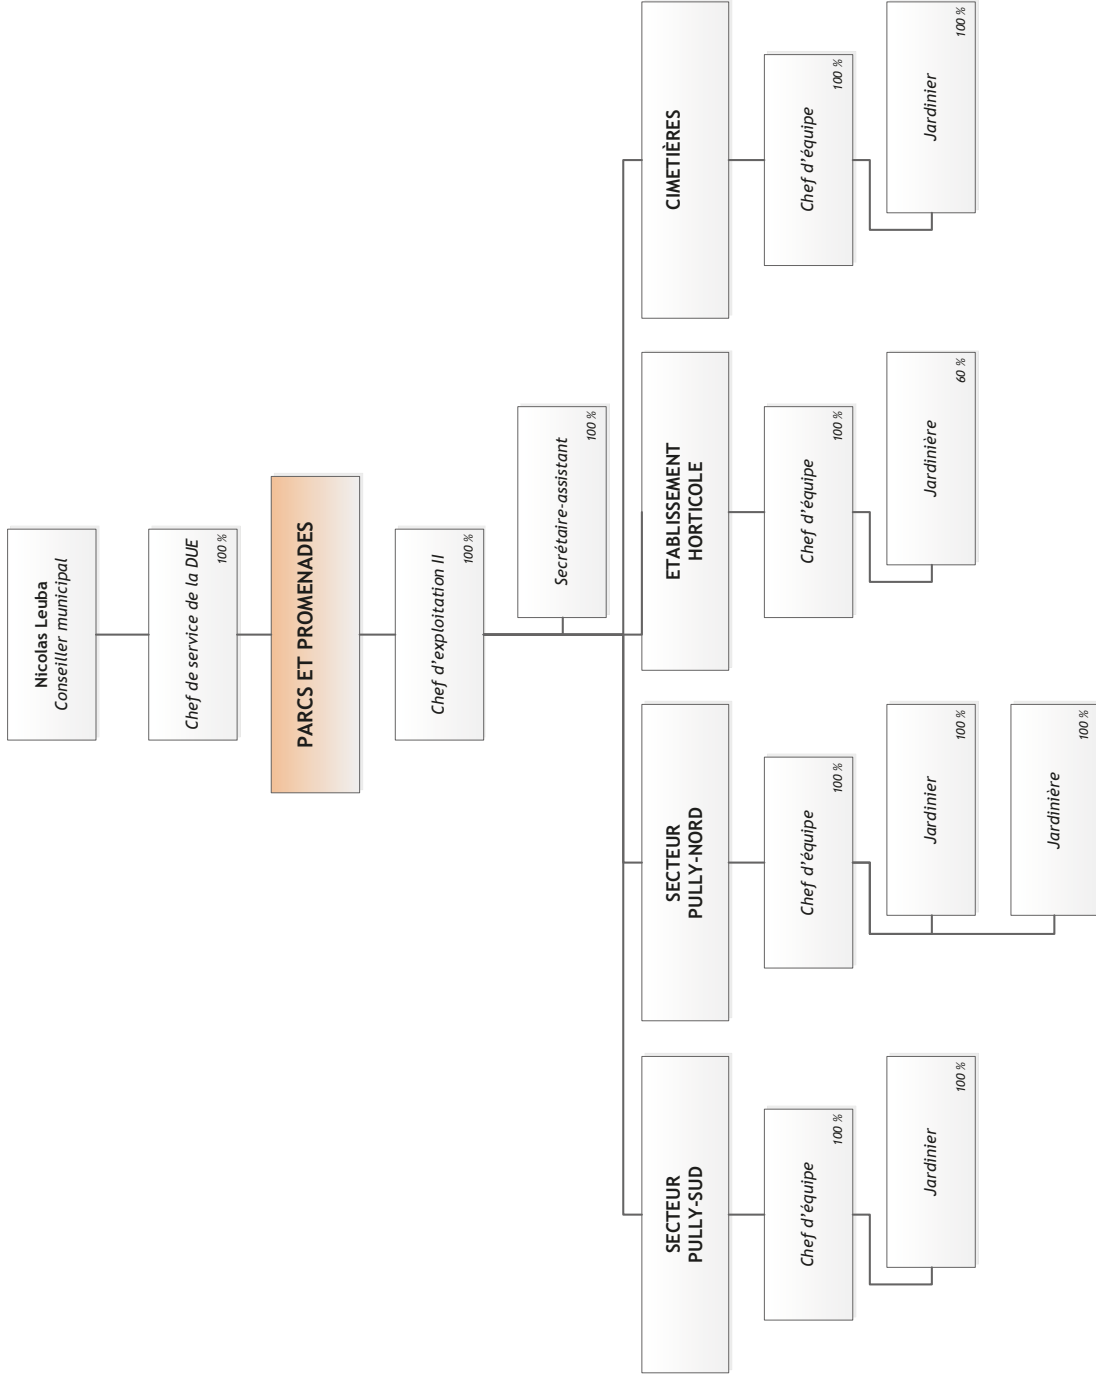 Nicolas Leuba
Conseiller municipal
Chef de service de la DUE
100 %
PARCS ET PROMENADES
Chef d'exploitation II
100 %
Secrétaire-assistant
100 %
SECTEUR
PULLY-SUD
Chef d'équipe
100 %
Jardinier
100 %
SECTEUR
PULLY-NORD
Chef d'équipe
100 %
Jardinier
100 %
Jardinière
100 %
ETABLISSEMENT
HORTICOLE
Chef d'équipe
100 %
Jardinière
60 %
CIMETIÈRES
Chef d'équipe
100 %
Jardinier
100 %